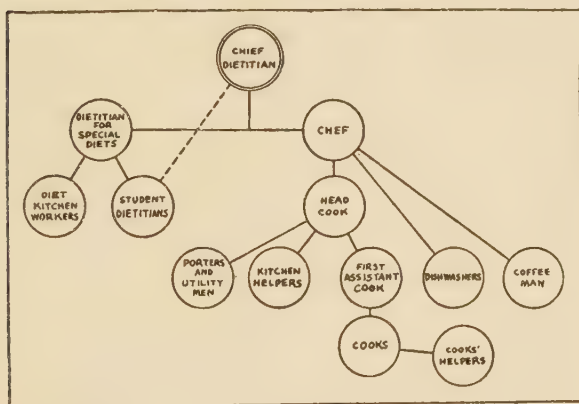 CHIEF
DIETITIAN
DIETITIAN
FOR
SPECIAL
DIETS
CHEF
DIET
KITCHEN
WORKERS
STUDENT
DIETITIANS
HEAD
COOK
PORTERS
AND
UTILITY
MEN
KITCHEN
HELPERS
FIRST
ASSISTANT
COOK
DISHWASHERS
COFFEE
MAN
COOKS
COOKS'
HELPERS